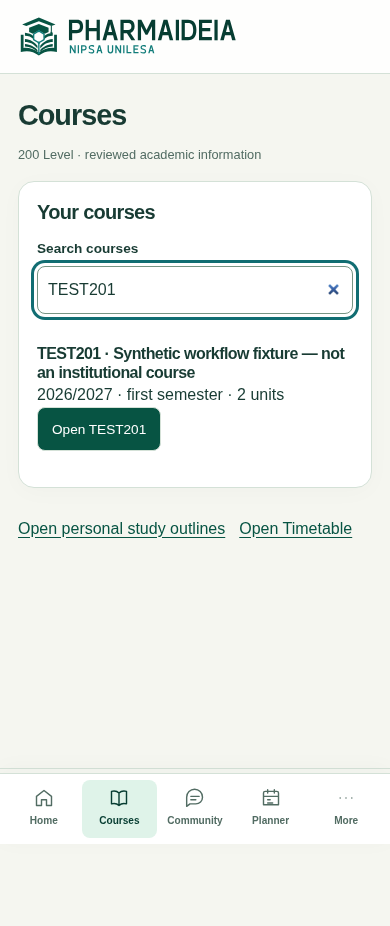 PHARMAIDEIA
NIPSA UNILESA
Courses
200 Level · reviewed academic information
Your courses
Search courses
TEST201
TEST201 · Synthetic workflow fixture — not
an institutional course
2026/2027 · first semester · 2 units
Open TEST201
Open personal study outlines Open Timetable
Home Courses Community Planner More